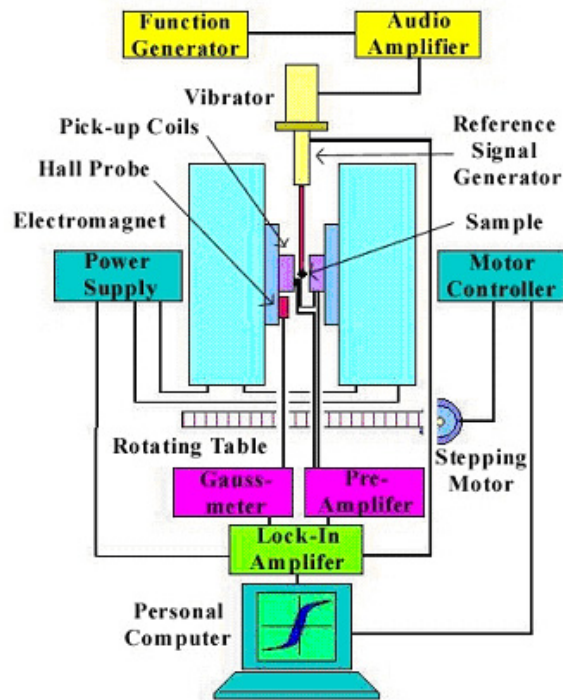 Function
Generator
Audio
Amplifier
Vibrator
Pick-up Coils
Reference
Signal
Generator
Hall Probe
Electromagnet
Sample
Power
Supply
Motor
Controller
Rotating Table
Stepping
Motor
Gauss-
meter
Pre-
Amplifer
Lock-In
Amplifer
Personal
Computer